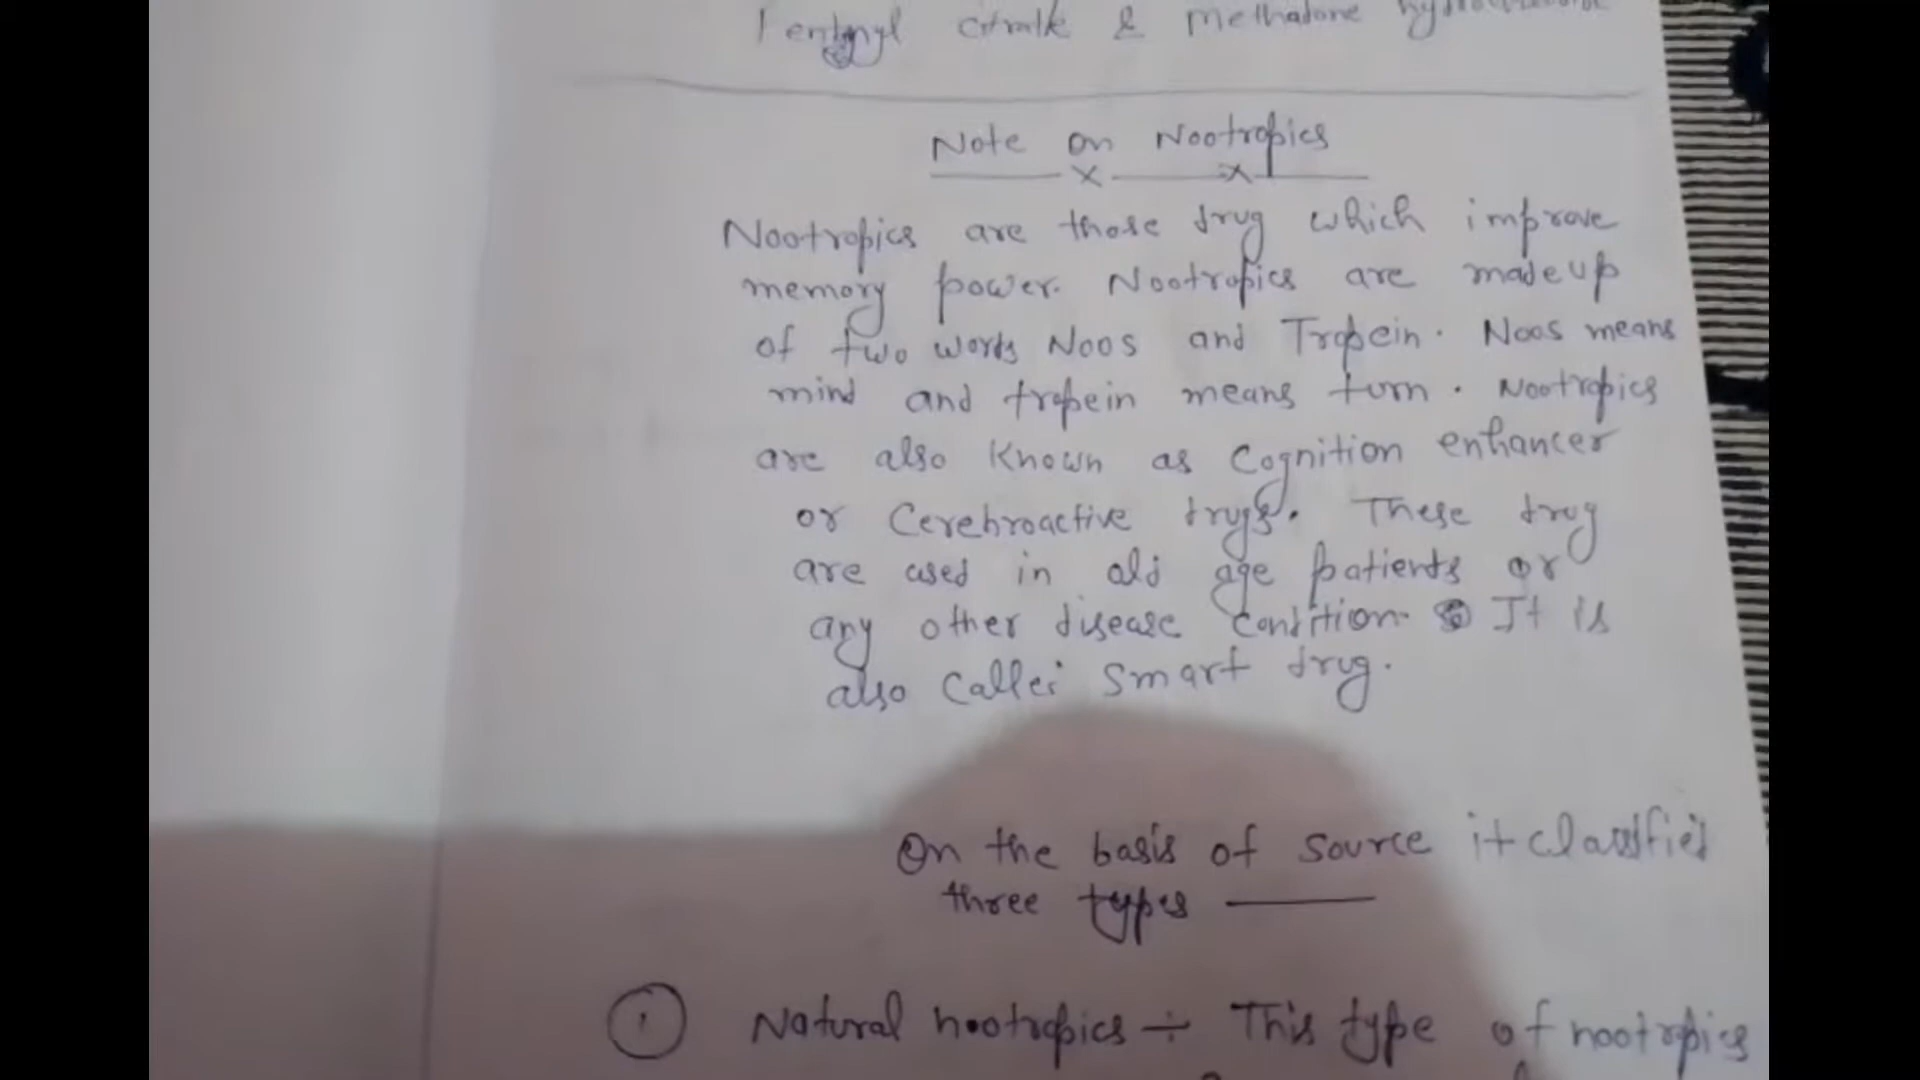 Fentanyl Citrate & Methadone
Note on Nootropics
Nootropics are those drug which improve
memory power. Nootropics are madeup
of two words Noos and Tropein. Noos means
mind and tropein means turn. Nootropics
are also Known as Cognition enhancer
or Cerebroactive drugs. These drug
are used in old age patients or
any other disease condition. It is
also Called Smart drug.
On the basis of source it classified
three types —
① Natural nootropics ÷ This type of nootropics